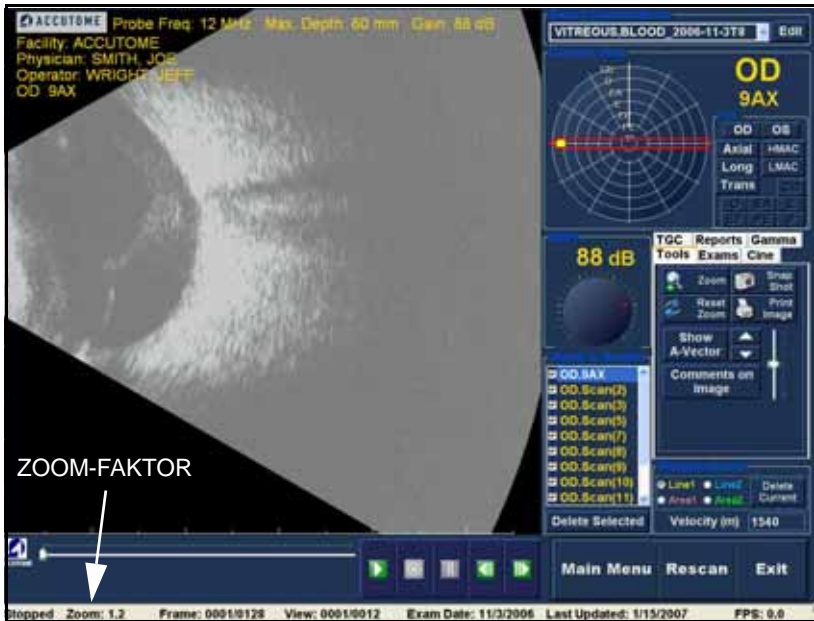 ACCUTOME Probe Freq: 12 MHz Max. Depth: 60 mm Gain: 88 dB
Facility: ACCUTOME
Physician: SMITH, JOE
Operator: WRIGHT, JEFF
OD 9AX
VITREOUS,BLOOD_2006-11-3T8 Edit
OD
9AX
OD OS
Axial HMAC
Long LMAC
Trans
88 dB
TGC Reports Gamma
Tools Exams Cine
Zoom Snap Shot
Reset Zoom Print Image
Show A-Vector
Comments on Image
OD.9AX
OD.Scan(2)
OD.Scan(3)
OD.Scan(5)
OD.Scan(7)
OD.Scan(8)
OD.Scan(9)
OD.Scan(10)
OD.Scan(11)
Line1 Line2 Delete Current
Area1 Area2
Delete Selected Velocity (m) 1540
ZOOM-FAKTOR
Main Menu Rescan Exit
Stopped Zoom: 1.2 Frame: 0001/0128 View: 0001/0012 Exam Date: 11/3/2006 Last Updated: 1/15/2007 FPS: 0.0